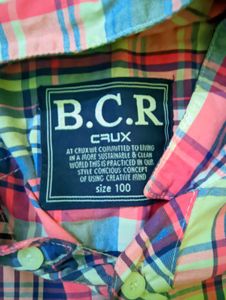 B.C.R
CRUX
AT CRUX WE COMMITTED TO LIVING
IN A MORE SUSTAINABLE & CLEAN
WORLD THIS IS PRACTICED IN OUR
STYLE CONCIOUS CONCEPT
OF USING CREATIVE MIND
size 100